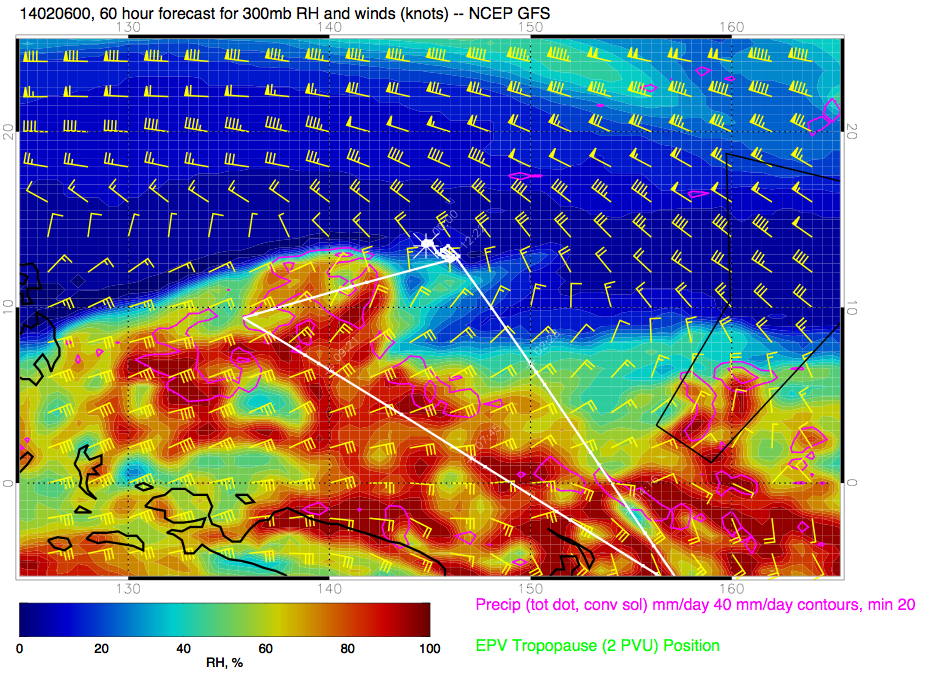 14020600, 60 hour forecast for 300mb RH and winds (knots) -- NCEP GFS
130 140 150 160
20 20
10 10
0 0
130 140 150 160
0 20 40 60 80 100
RH, %
Precip (tot dot, conv sol) mm/day 40 mm/day contours, min 20
EPV Tropopause (2 PVU) Position